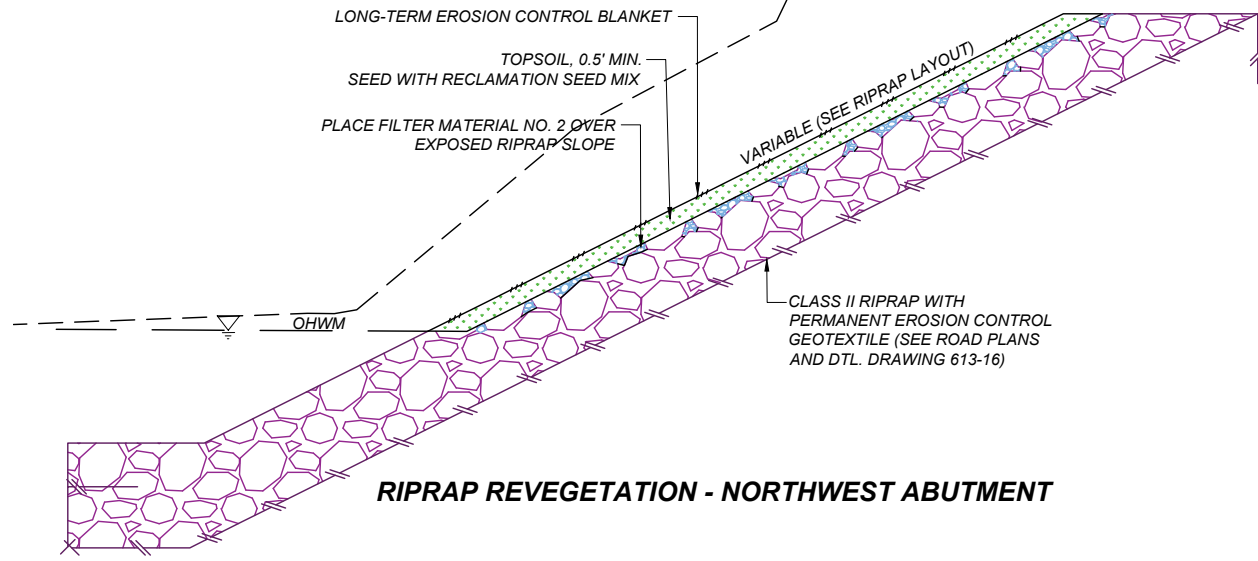 LONG-TERM EROSION CONTROL BLANKET
TOPSOIL, 0.5' MIN.
SEED WITH RECLAMATION SEED MIX
PLACE FILTER MATERIAL NO. 2 OVER
EXPOSED RIPRAP SLOPE
VARIABLE (SEE RIPRAP LAYOUT)
OHWM
CLASS II RIPRAP WITH
PERMANENT EROSION CONTROL
GEOTEXTILE (SEE ROAD PLANS
AND DTL. DRAWING 613-16)
RIPRAP REVEGETATION - NORTHWEST ABUTMENT